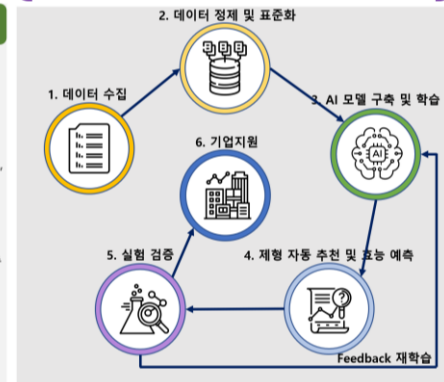 2. 데이터 정제 및 표준화
1. 데이터 수집
3. AI 모델 구축 및 학습
AI
6. 기업지원
5. 실험 검증
4. 제형 자동 추천 및 효능 예측
Feedback 재학습